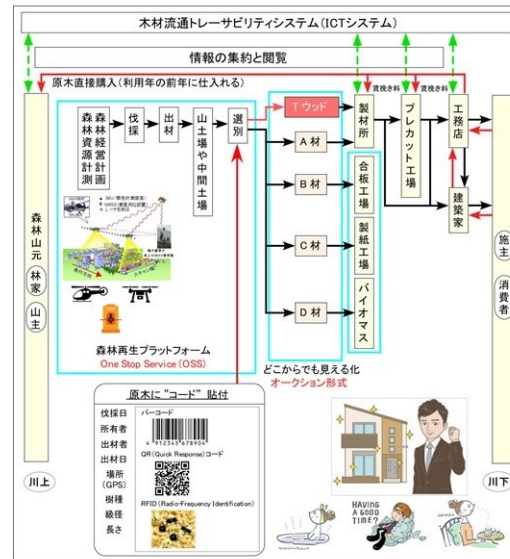 木材流通トレーサビリティシステム(ICTシステム)
情報の集約と閲覧
原木直接購入(利用年の前年に仕入れる)
賃挽き料
賃挽き料
森林山元
林家
山主
川上
森林経営計画
森林資源計測
伐採
出材
山土場や中間土場
選別
Tウッド
A材
B材
C材
D材
製材所
合板工場
製紙工場
バイオマス
プレカット工場
工務店
建築家
施主
消費者
川下
森林再生プラットフォーム
One Stop Service(OSS)
どこからでも見える化
オークション形式
原木に"コード"貼付
伐採日
所有者
出材者
出材日
場所
(GPS)
樹種
級径
長さ
バーコード
4 912345 678904
QR(Quick Response)コード
RFID(Radio-Frequency Identification)
HAVING
A GOOD
TIME?